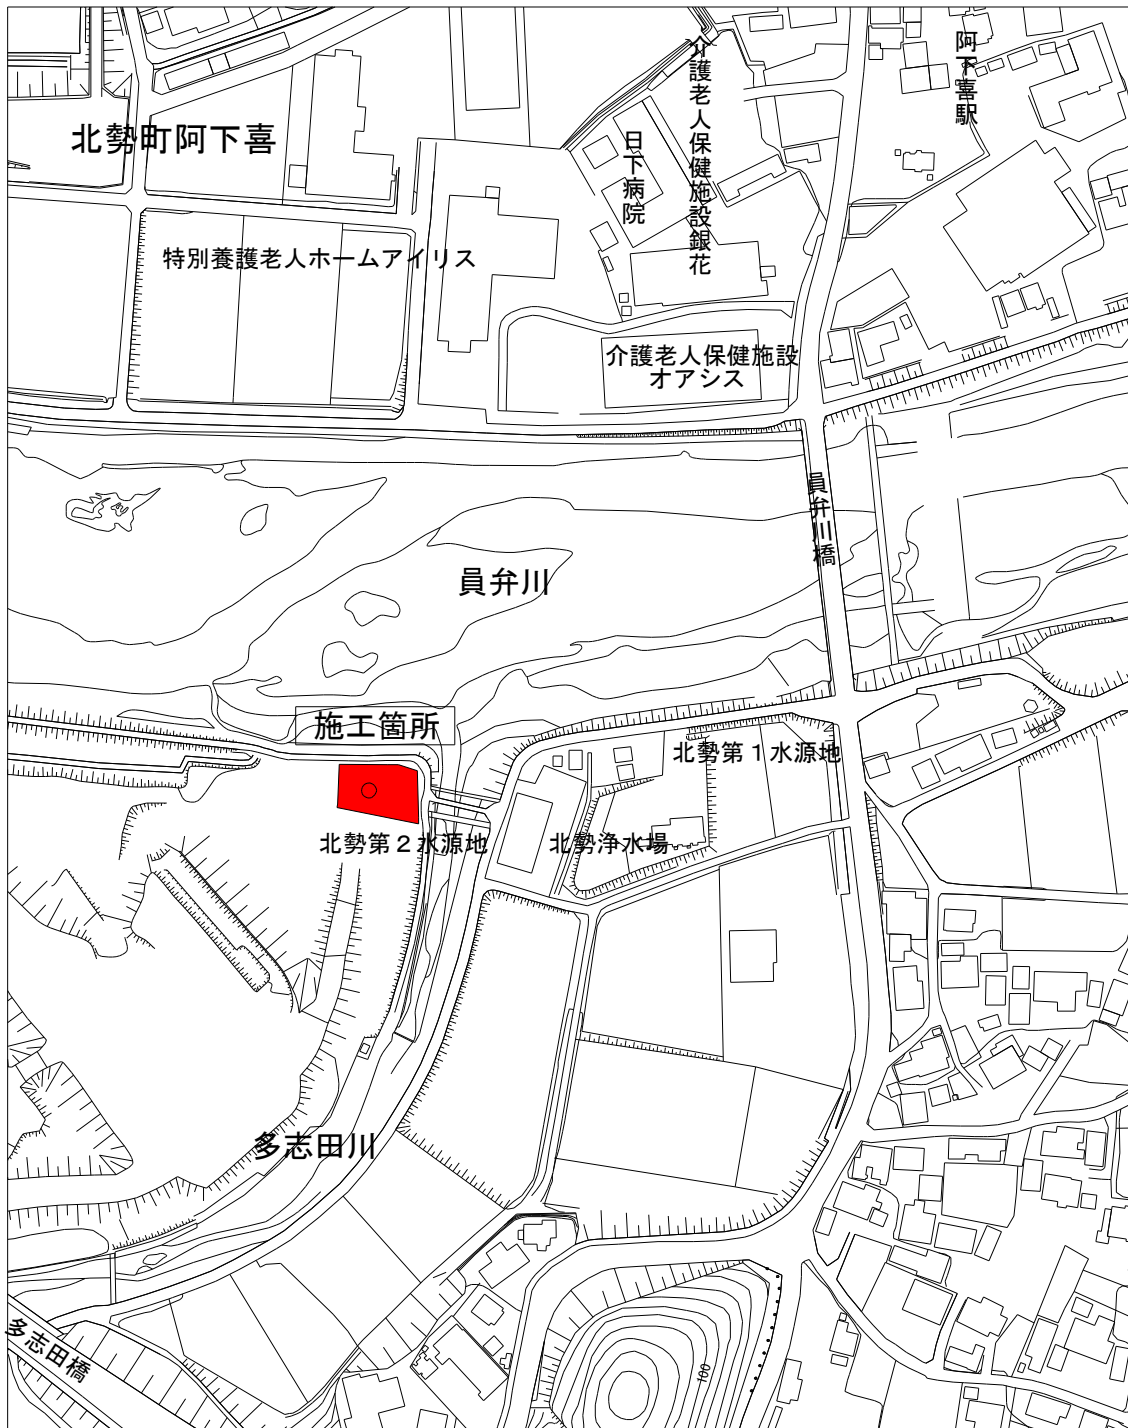 介護老人保健施設銀花
阿下喜駅
北勢町阿下喜
日下病院
特別養護老人ホームアイリス
介護老人保健施設
オアシス
員弁川橋
員弁川
施工箇所
北勢第１水源地
北勢第２水源地
北勢浄水場
多志田川
多志田橋
100